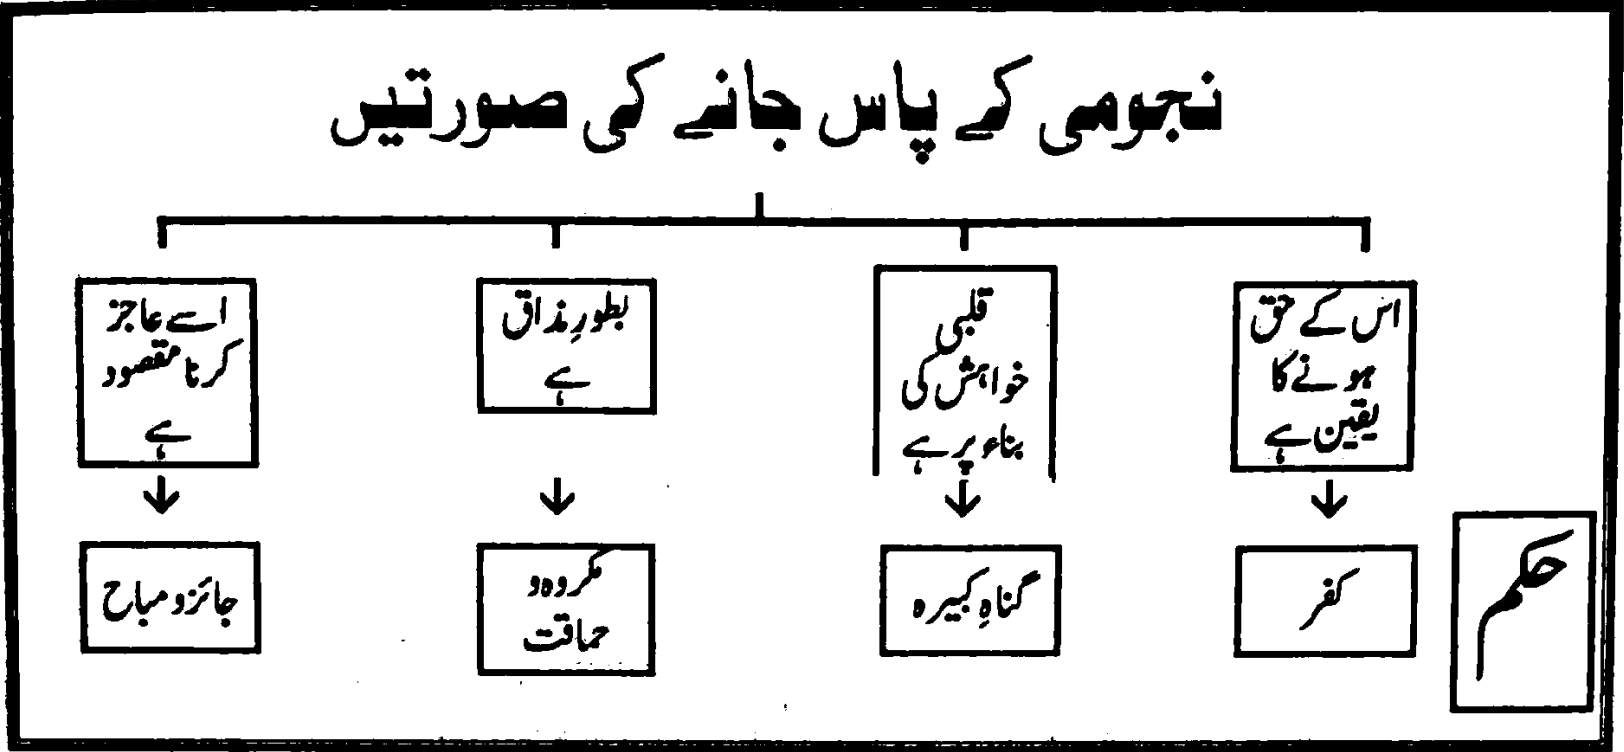 نجومی کے پاس جانے کی صورتیں
اس کے حق
ہونے کا
یقین ہے
قلبی
خواہش کی
بناء پر ہے
بطورِ مذاق
ہے
اسے عاجز
کرنا مقصود
ہے
حکم
کفر
گناہِ کبیرہ
مکروہ و
حماقت
جائز و مباح